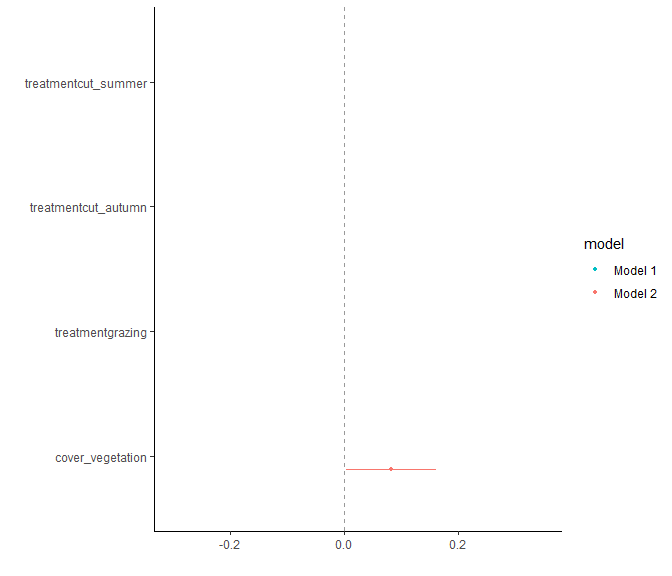 treatmentcut_summer
treatmentcut_autumn
treatmentgrazing
cover_vegetation
-0.2
0.0
0.2
model
Model 1
Model 2